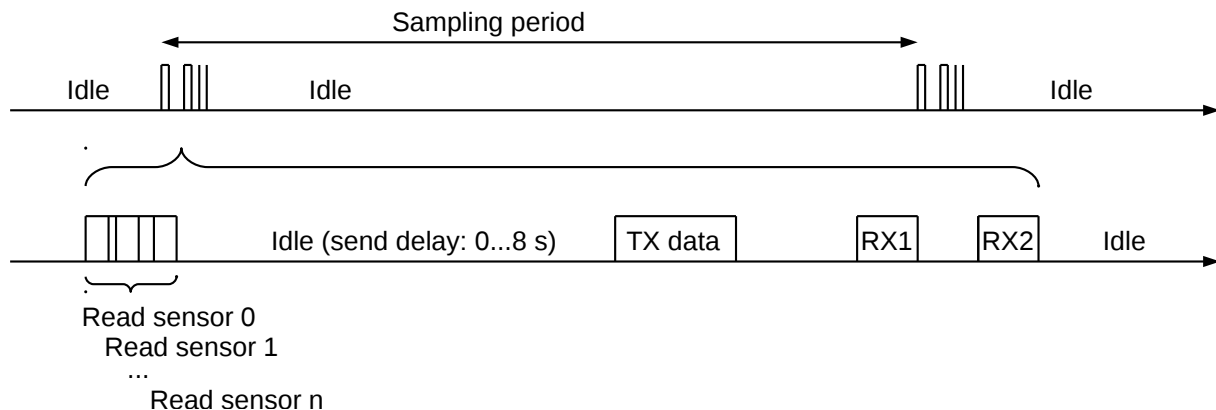 Sampling period
Idle Idle Idle
Idle (send delay: 0...8 s) TX data RX1 RX2 Idle
Read sensor 0
Read sensor 1
...
Read sensor n